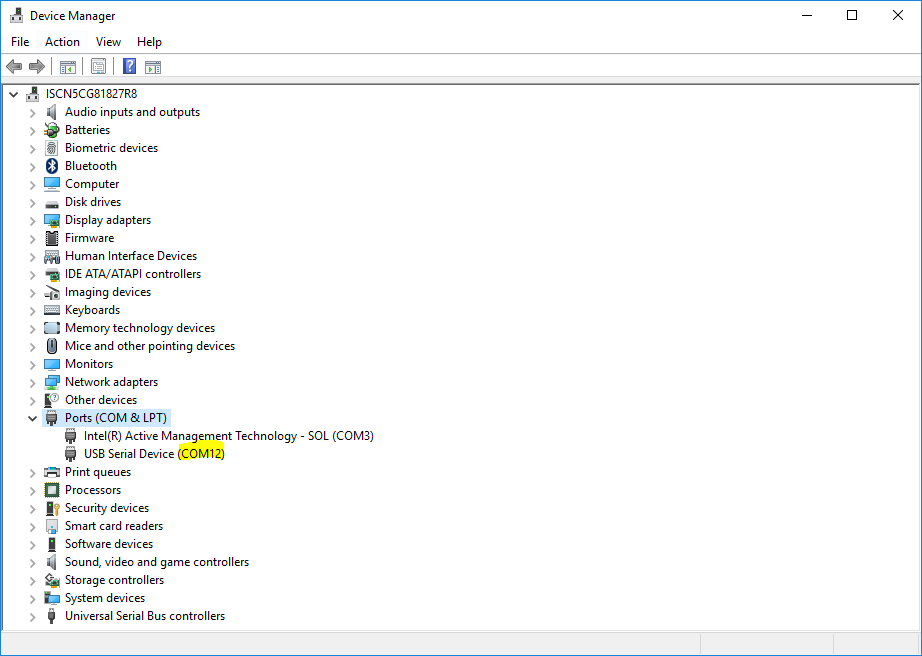 Device Manager
File Action View Help
ISCN5CG81827R8
Audio inputs and outputs
Batteries
Biometric devices
Bluetooth
Computer
Disk drives
Display adapters
Firmware
Human Interface Devices
IDE ATA/ATAPI controllers
Imaging devices
Keyboards
Memory technology devices
Mice and other pointing devices
Monitors
Network adapters
Other devices
Ports (COM & LPT)
Intel(R) Active Management Technology - SOL (COM3)
USB Serial Device (COM12)
Print queues
Processors
Security devices
Smart card readers
Software devices
Sound, video and game controllers
Storage controllers
System devices
Universal Serial Bus controllers